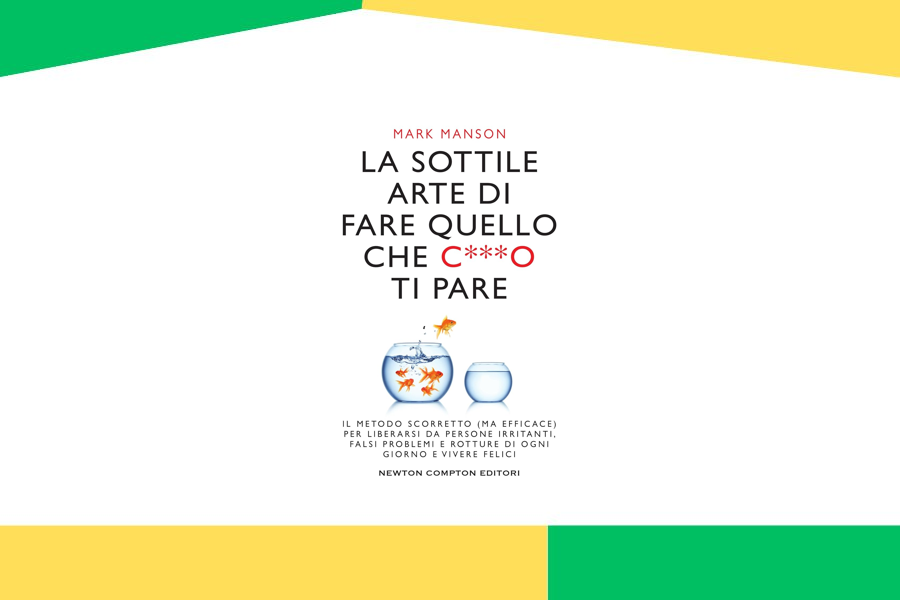 MARK MANSON
LA SOTTILE
ARTE DI
FARE QUELLO
CHE C***O
TI PARE
IL METODO SCORRETTO (MA EFFICACE)
PER LIBERARSI DA PERSONE IRRITANTI,
FALSI PROBLEMI E ROTTURE DI OGNI
GIORNO E VIVERE FELICI
NEWTON COMPTON EDITORI